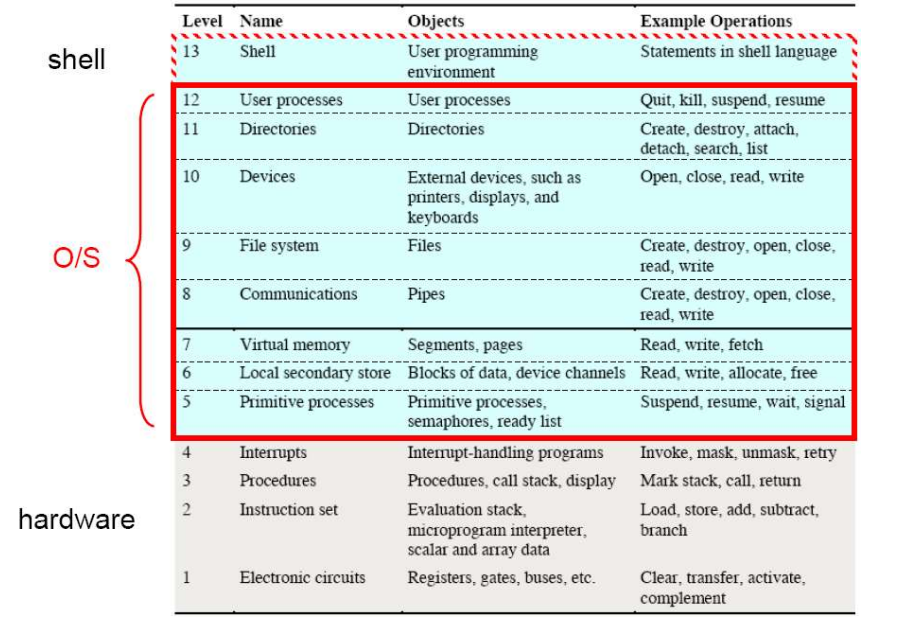 Level Name Objects Example Operations
shell
13 Shell User programming Statements in shell language
environment
12 User processes User processes Quit, kill, suspend, resume
11 Directories Directories Create, destroy, attach,
detach, search, list
10 Devices External devices, such as Open, close, read, write
printers, displays, and
keyboards
O/S
9 File system Files Create, destroy, open, close,
read, write
8 Communications Pipes Create, destroy, open, close,
read, write
7 Virtual memory Segments, pages Read, write, fetch
6 Local secondary store Blocks of data, device channels Read, write, allocate, free
5 Primitive processes Primitive processes, Suspend, resume, wait, signal
semaphores, ready list
4 Interrupts Interrupt-handling programs Invoke, mask, unmask, retry
3 Procedures Procedures, call stack, display Mark stack, call, return
hardware
2 Instruction set Evaluation stack, Load, store, add, subtract,
microprogram interpreter, branch
scalar and array data
1 Electronic circuits Registers, gates, buses, etc. Clear, transfer, activate,
complement